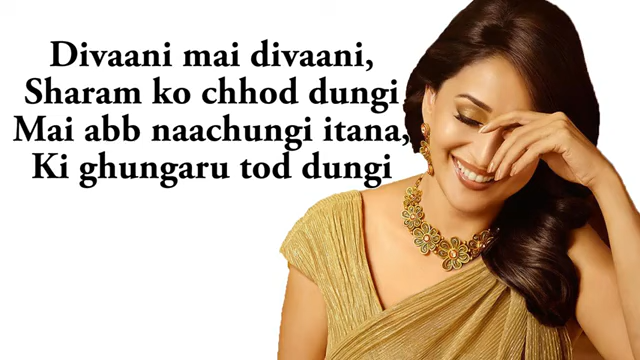 Divaani mai divaani,
Sharam ko chhod dungi
Mai abb naachungi itana,
Ki ghungaru tod dungi